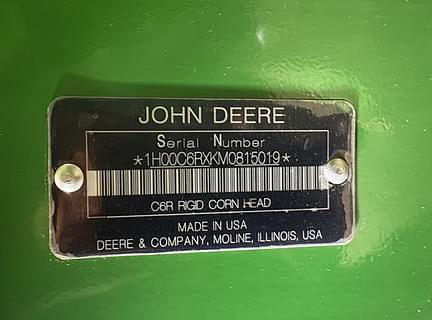 JOHN DEERE
Serial Number
*1H00C6RXKM0815019*
C6R RIGID CORN HEAD
MADE IN USA
DEERE & COMPANY, MOLINE, ILLINOIS, USA